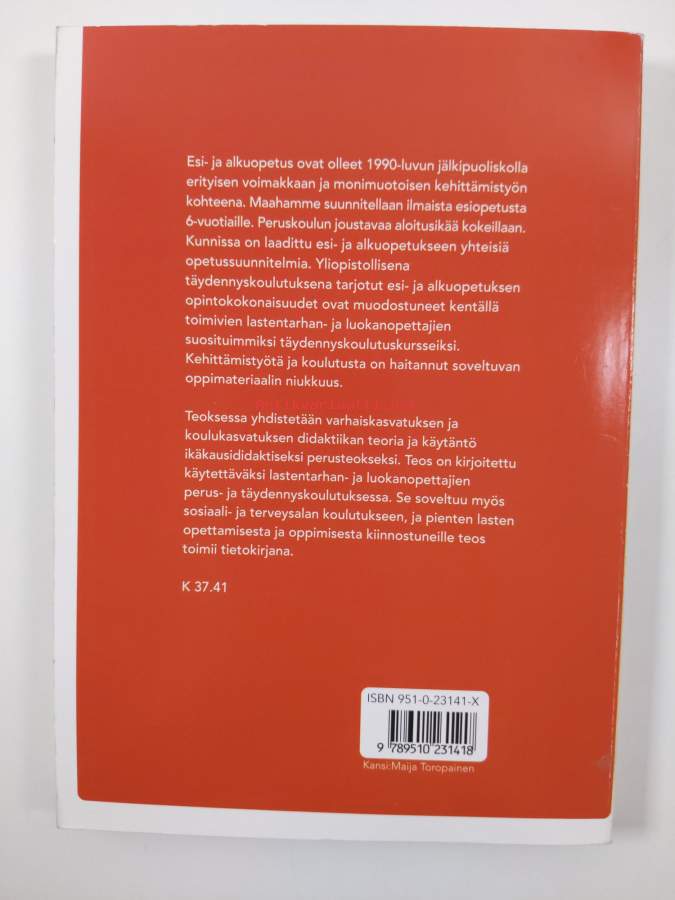 Esi- ja alkuopetus ovat olleet 1990-luvun jälkipuoliskolla
erityisen voimakkaan ja monimuotoisen kehittämistyön
kohteena. Maahamme suunnitellaan ilmaista esiopetusta
6-vuotiaille. Peruskoulun joustavaa aloitusikää kokeillaan.
Kunnissa on laadittu esi- ja alkuopetukseen yhteisiä
opetussuunnitelmia. Yliopistollisena
täydennyskoulutuksena tarjotut esi- ja alkuopetuksen
opintokokonaisuudet ovat muodostuneet kentällä
toimivien lastentarhan- ja luokanopettajien
suosituimmiksi täydennyskoulutuskursseiksi.
Kehittämistyötä ja koulutusta on haitannut soveltuvan
oppimateriaalin niukkuus.
Teoksessa yhdistetään varhaiskasvatuksen ja
koulukasvatuksen didaktiikan teoria ja käytäntö
ikäkausididaktiseksi perusteokseksi. Teos on kirjoitettu
käytettäväksi lastentarhan- ja luokanopettajien
perus- ja täydennyskoulutuksessa. Se soveltuu myös
sosiaali- ja terveysalan koulutukseen, ja pienten lasten
opettamisesta ja oppimisesta kiinnostuneille teos
toimii tietokirjana.
K 37.41
ISBN 951-0-23141-X
9 789510 231418
Kansi:Maija Toropainen